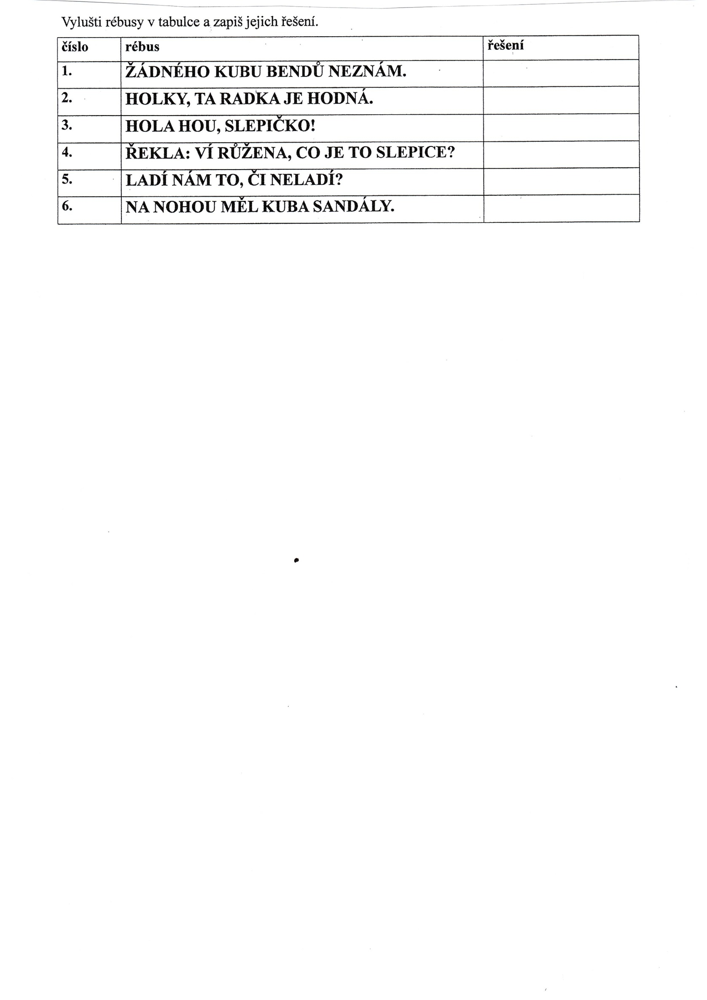 Vylušti rébusy v tabulce a zapiš jejich řešení.
číslo rébus řešení
1. ŽÁDNÉHO KUBU BENDŮ NEZNÁM.
2. HOLKY, TA RADKA JE HODNÁ.
3. HOLA HOU, SLEPIČKO!
4. ŘEKLA: VÍ RŮŽENA, CO JE TO SLEPICE?
5. LADÍ NÁM TO, ČI NELADÍ?
6. NA NOHOU MĚL KUBA SANDÁLY.